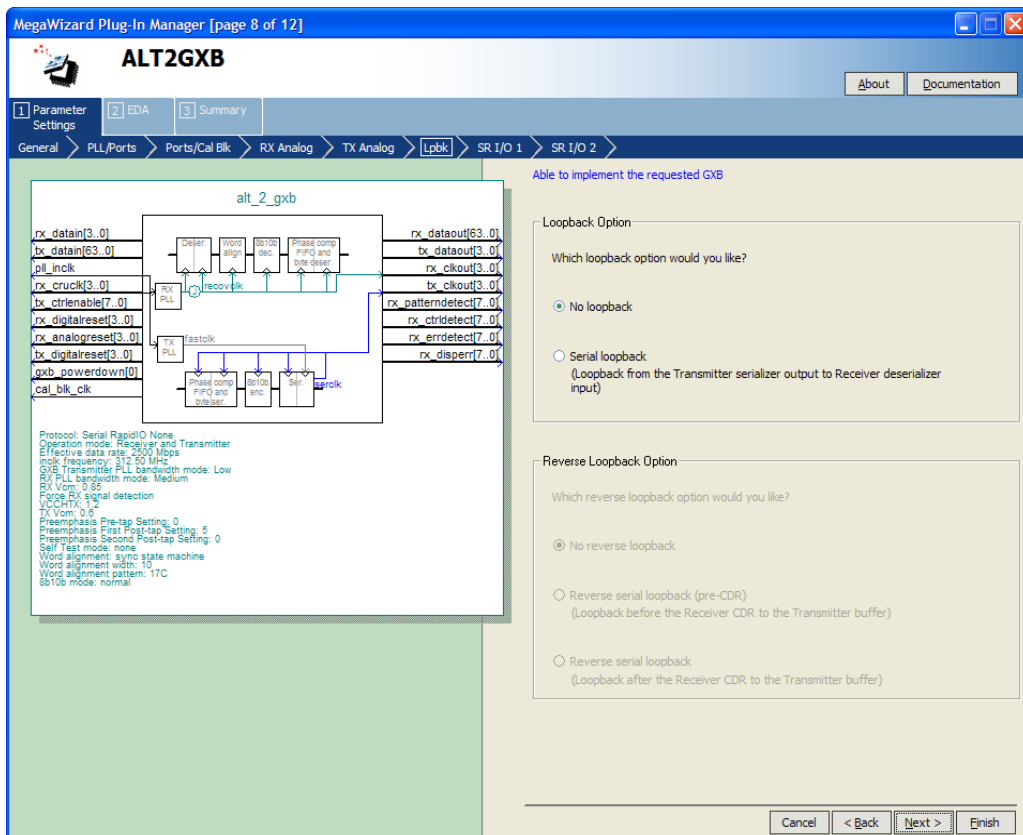 MegaWizard Plug-In Manager [page 8 of 12]
ALT2GXB
About
Documentation
1 Parameter Settings
2 EDA
3 Summary
General
PLL/Ports
Ports/Cal Blk
RX Analog
TX Analog
Lpbk
SR I/O 1
SR I/O 2
alt_2_gxb
rx_datain[3..0]
tx_datain[63..0]
pll_inclk
rx_cruclk[3..0]
tx_ctrlenable[7..0]
rx_digitalreset[3..0]
rx_analogreset[3..0]
tx_digitalreset[3..0]
gxb_powerdown[0]
cal_blk_clk
Deser.
Word
align
8b10b
dec.
Phase comp
FIFO and
byte deser.
RX
PLL
recovclk
TX
PLL
fastclk
Phase comp
FIFO and
byte ser.
8b10b
enc.
Ser.
serclk
rx_dataout[63..0]
tx_dataout[3..0]
rx_clkout[3..0]
tx_clkout[3..0]
rx_patterndetect[7..0]
rx_ctrldetect[7..0]
rx_errdetect[7..0]
rx_disperr[7..0]
Protocol: Serial RapidIO None
Operation mode: Receiver and Transmitter
Effective data rate: 2500 Mbps
inclk frequency: 312.50 MHz
GXB Transmitter PLL bandwidth mode: Low
RX PLL bandwidth mode: Medium
RX Vcm: 0.85
Force RX signal detection
VCCHTX: 1.2
TX Vcm: 0.6
Preemphasis Pre-tap Setting: 0
Preemphasis First Post-tap Setting: 5
Preemphasis Second Post-tap Setting: 0
Self Test mode: none
Word alignment: sync state machine
Word alignment width: 10
Word alignment pattern: 17C
8b10b mode: normal
Able to implement the requested GXB
Loopback Option
Which loopback option would you like?
No loopback
Serial loopback
(Loopback from the Transmitter serializer output to Receiver deserializer
input)
Reverse Loopback Option
Which reverse loopback option would you like?
No reverse loopback
Reverse serial loopback (pre-CDR)
(Loopback before the Receiver CDR to the Transmitter buffer)
Reverse serial loopback
(Loopback after the Receiver CDR to the Transmitter buffer)
Cancel
< Back
Next >
Finish